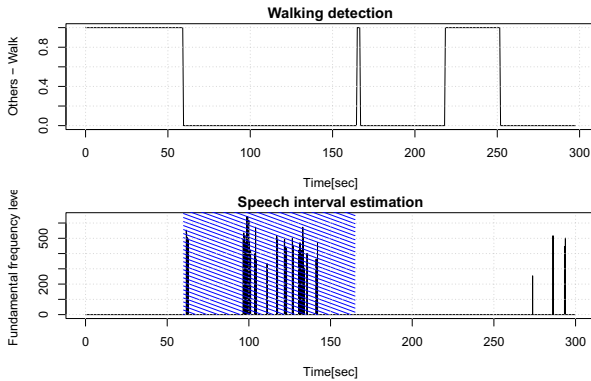 Walking detection
Others − Walk
0.0 0.4 0.8
0 50 100 150 200 250 300
Time[sec]
Speech interval estimation
Fundamental frequency leve
0 200 500
0 50 100 150 200 250 300
Time[sec]